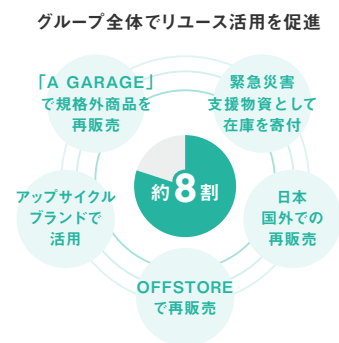 グループ全体でリユース活用を促進
「A GARAGE」
で規格外商品を
再販売
緊急災害
支援物資として
在庫を寄付
約8割
アップサイクル
ブランドで
活用
日本
国外での
再販売
OFFSTORE
で再販売